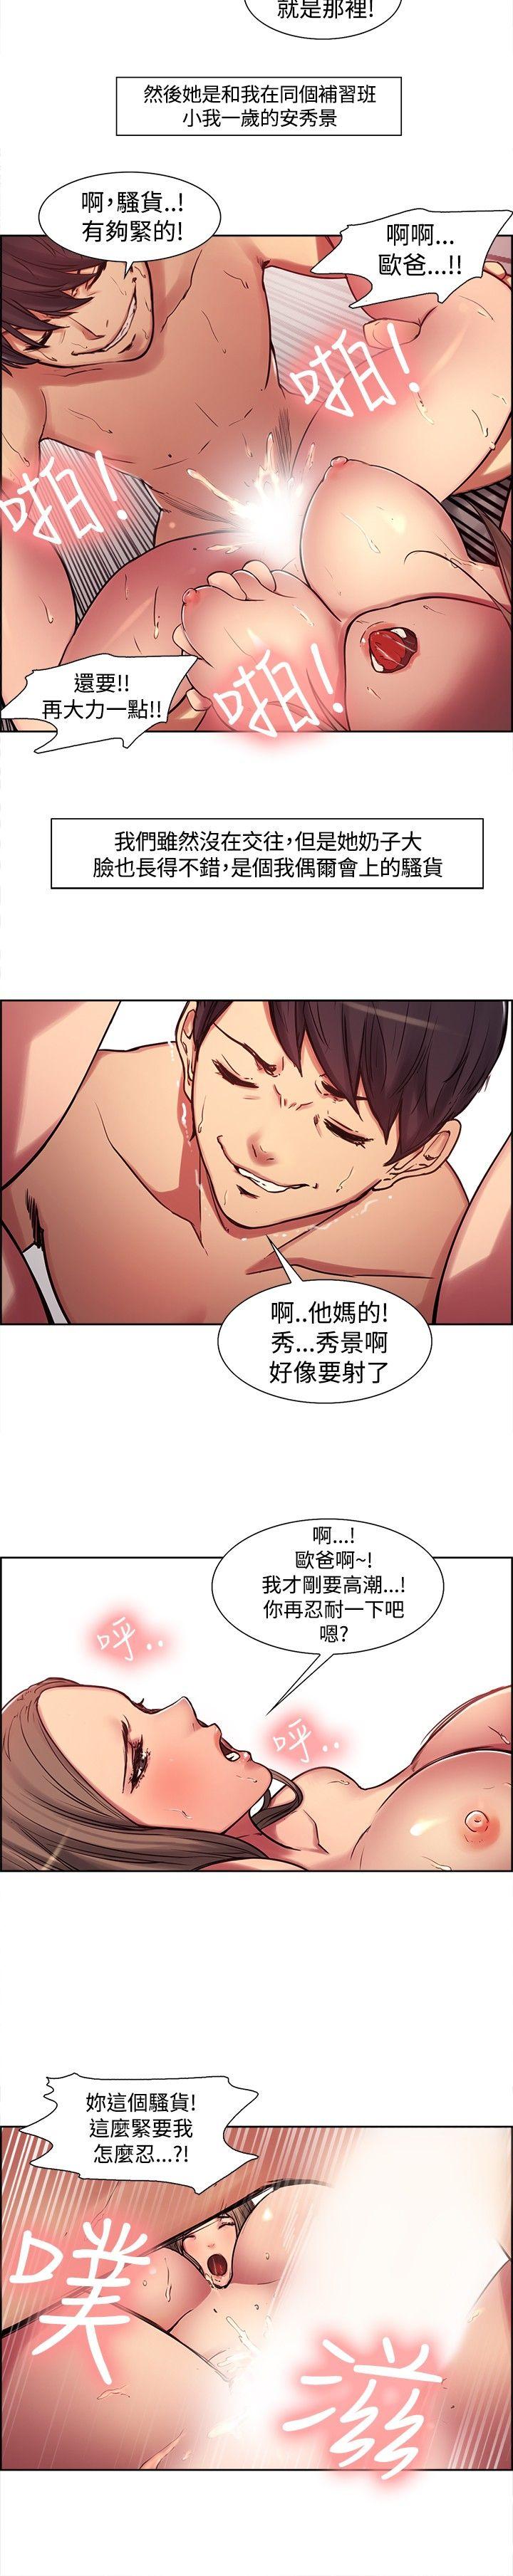 就是那裡!
然後她是和我在同個補習班
小我一歲的安秀景
啊，騷貨..!
有夠緊的!
啊啊...
歐爸...!!
啪!
啪!
啪!
還要!!
再大力一點!!
我們雖然沒在交往，但是她奶子大
臉也長得不錯，是個我偶爾會上的騷貨
啊..他媽的!
秀...秀景啊
好像要射了
啊...!
歐爸啊~!
我才剛要高潮...!
你再忍耐一下吧
嗯?
呼..
呼..
妳這個騷貨!
這麼緊要我
怎麼忍...?!
噗
滋